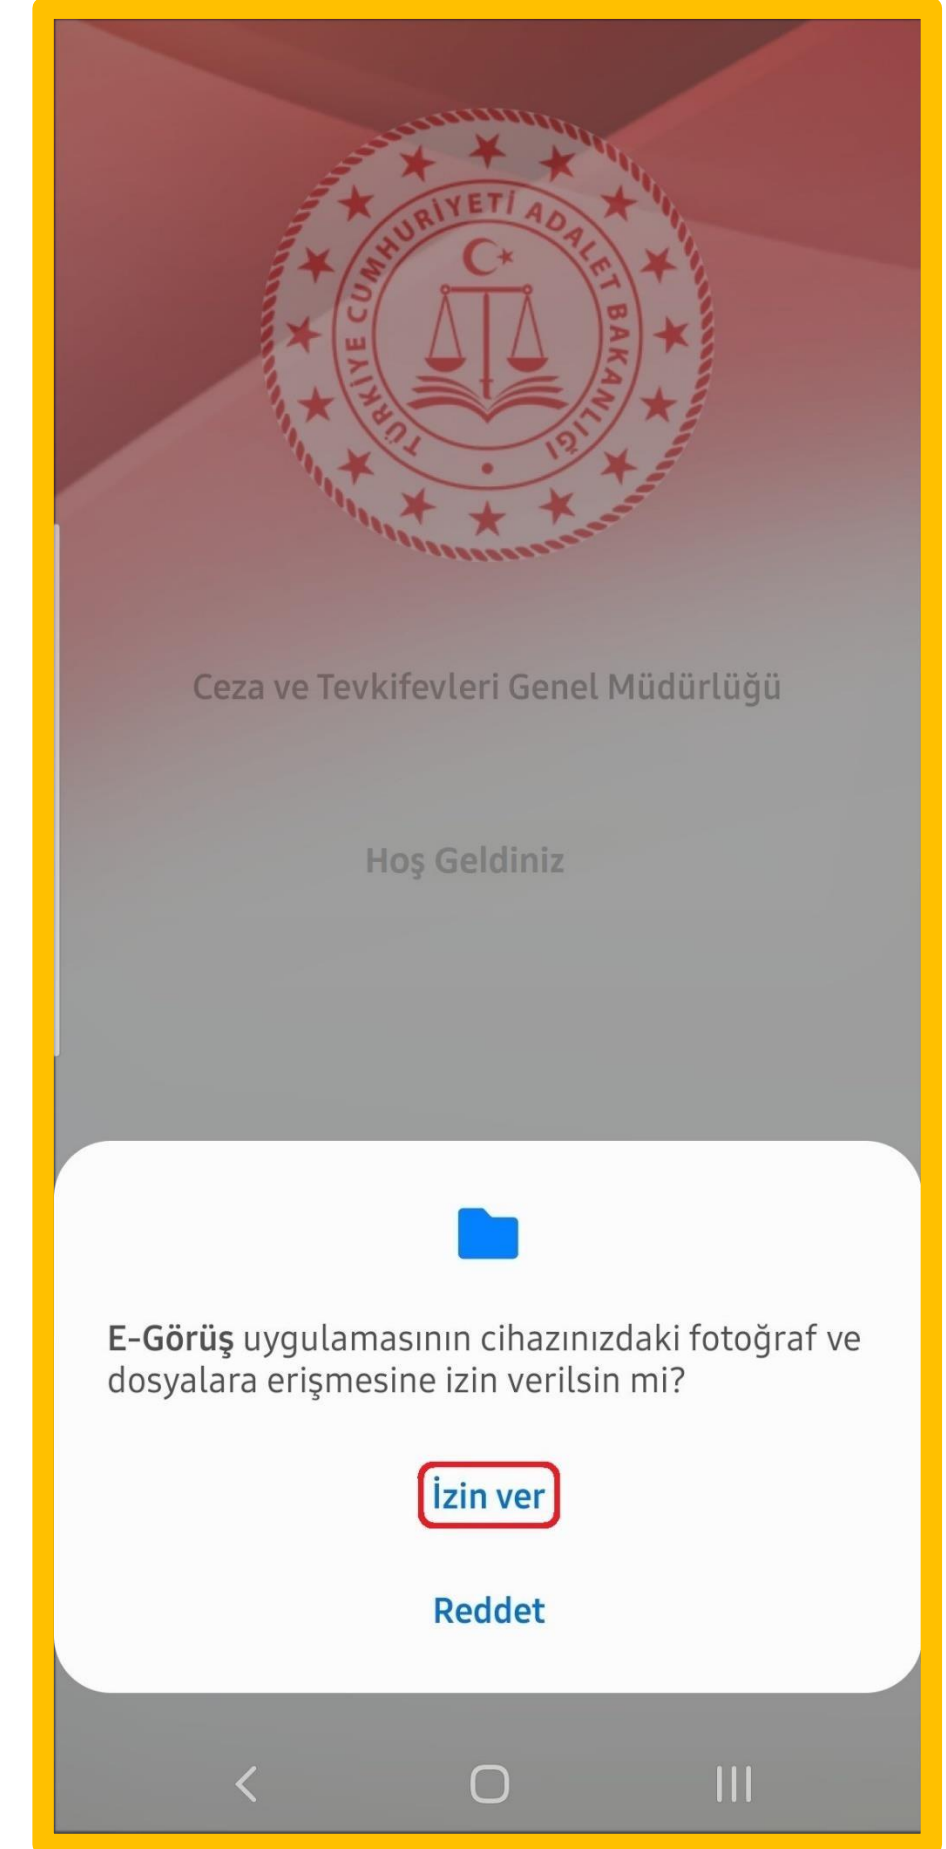 TÜRKİYE CUMHURİYETİ ADALET BAKANLIĞI
Ceza ve Tevkifevleri Genel Müdürlüğü
Hoş Geldiniz
E-Görüş uygulamasının cihazınızdaki fotoğraf ve
dosyalara erişmesine izin verilsin mi?
İzin ver
Reddet